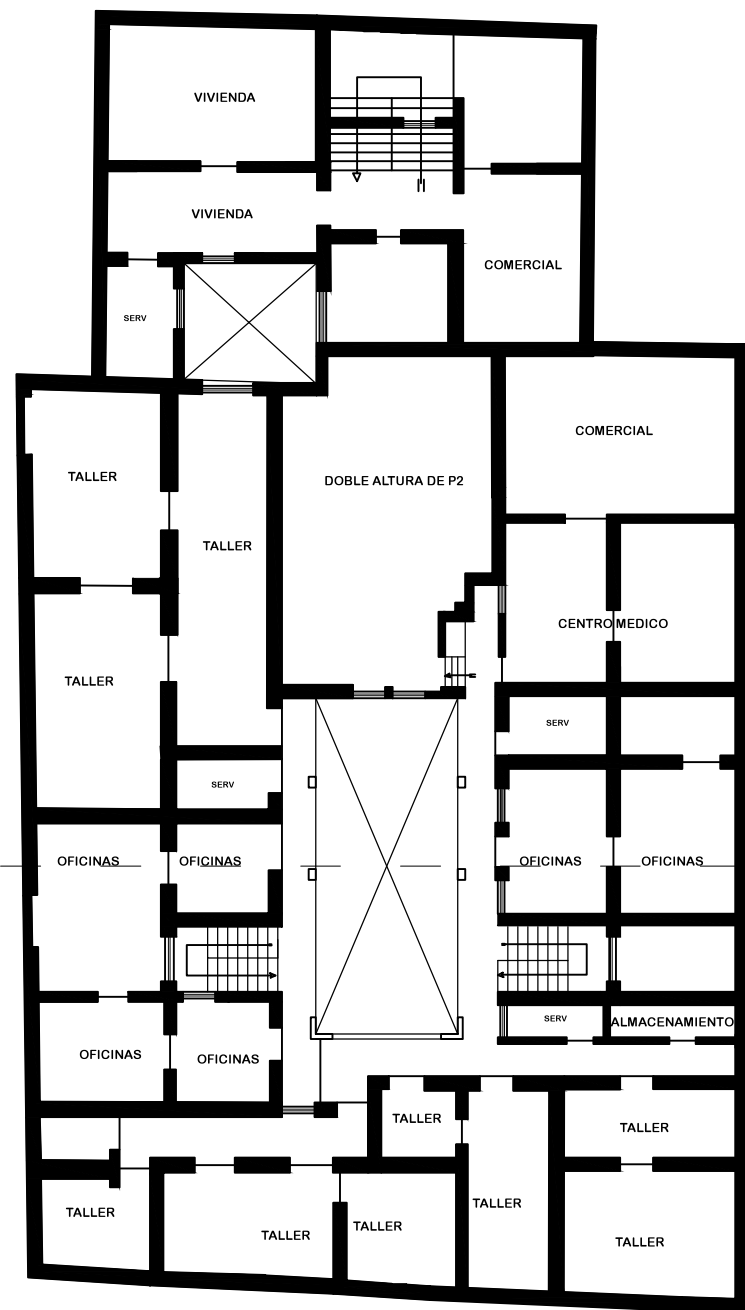 VIVIENDA
VIVIENDA
COMERCIAL
SERV
COMERCIAL
TALLER
DOBLE ALTURA DE P2
TALLER
CENTRO MEDICO
TALLER
SERV
SERV
OFICINAS
OFICINAS
OFICINAS
OFICINAS
SERV
ALMACENAMIENTO
OFICINAS
OFICINAS
TALLER
TALLER
TALLER
TALLER
TALLER
TALLER
TALLER